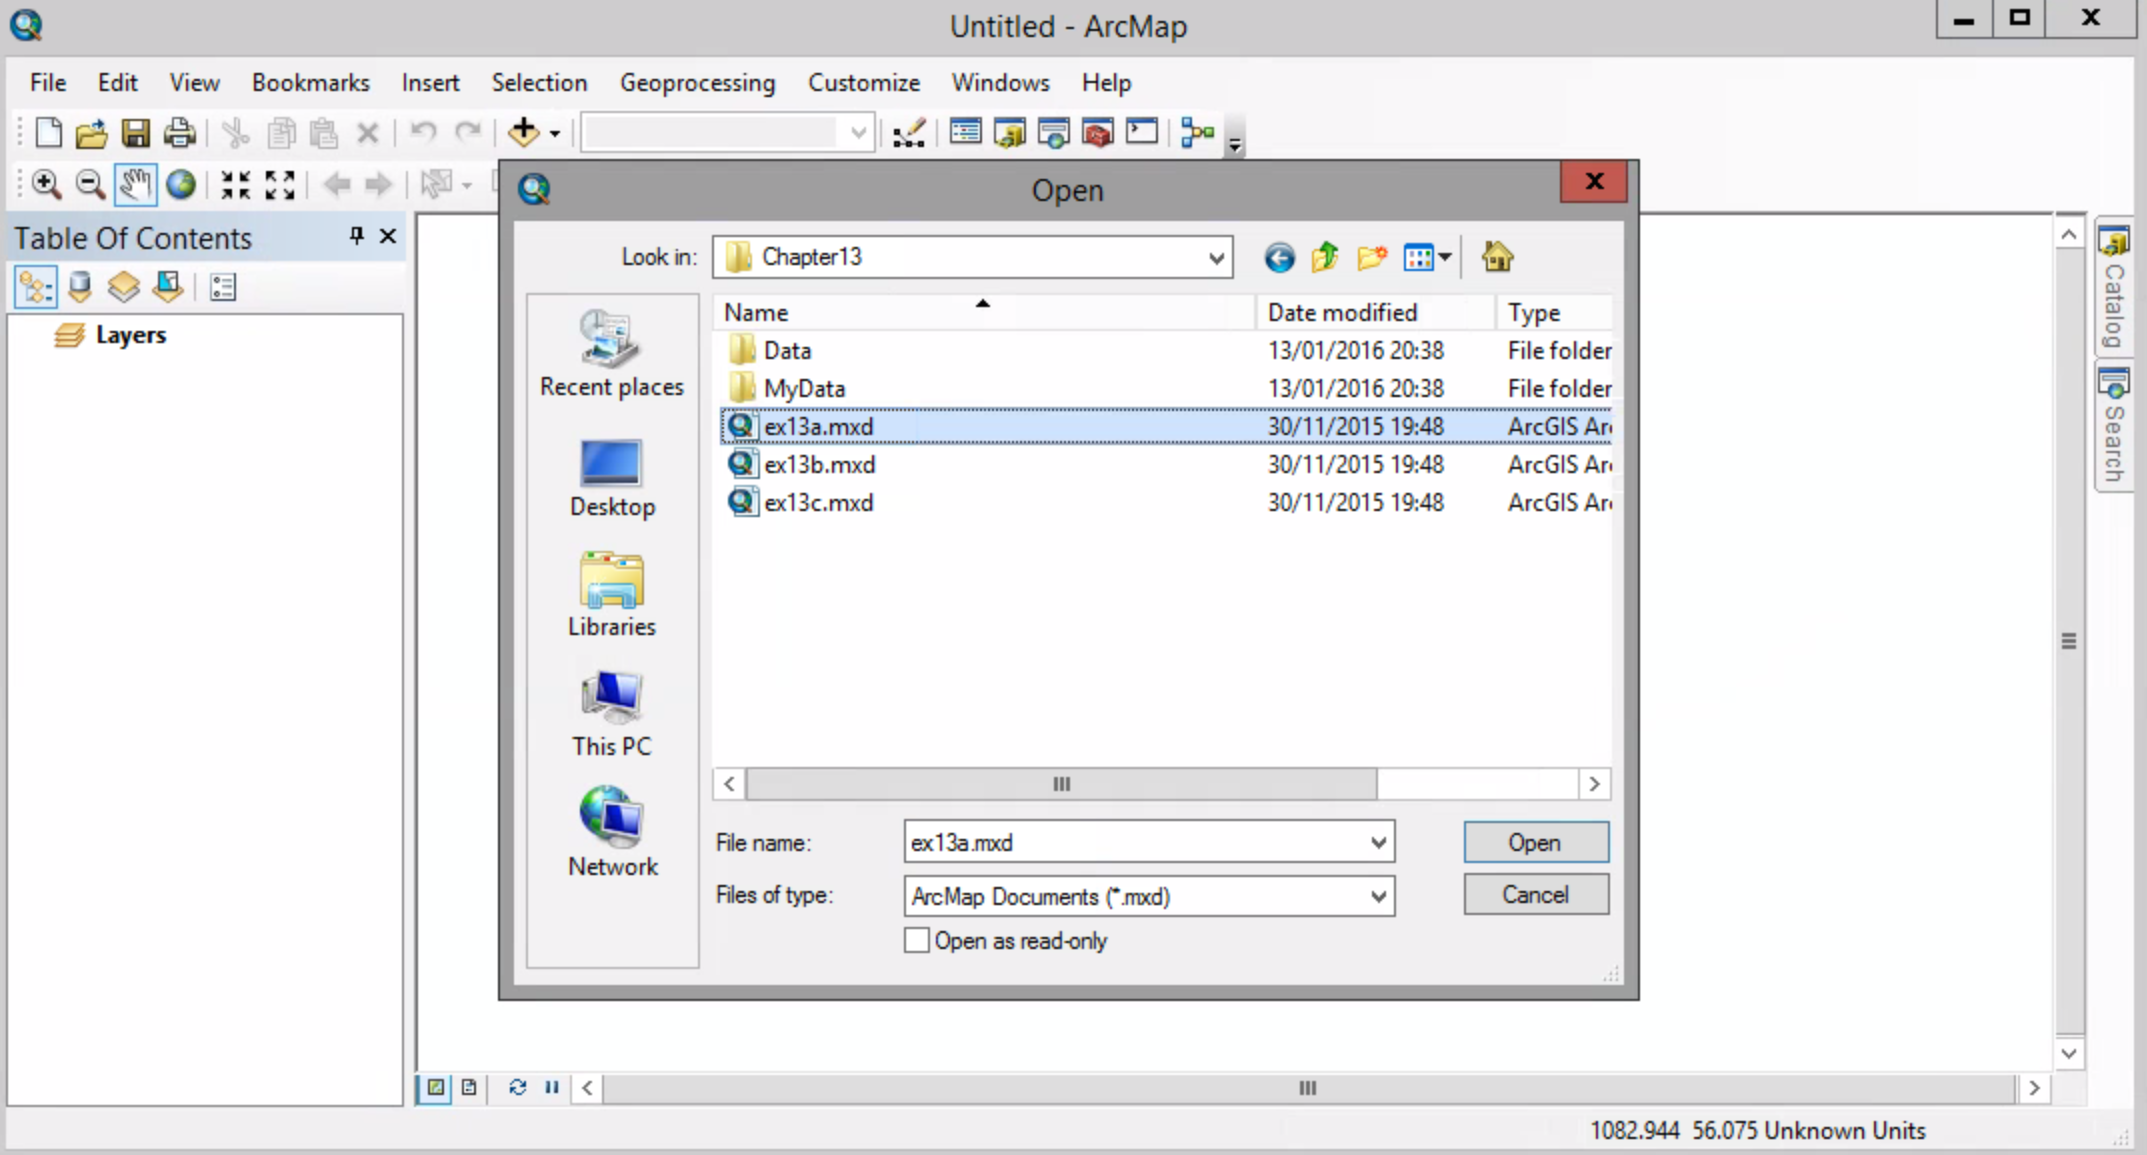 Untitled - ArcMap
File Edit View Bookmarks Insert Selection Geoprocessing Customize Windows Help
Table Of Contents
Layers
Open
Look in: Chapter13
Name Date modified Type
Data 13/01/2016 20:38 File folder
MyData 13/01/2016 20:38 File folder
ex13a.mxd 30/11/2015 19:48 ArcGIS Ar
ex13b.mxd 30/11/2015 19:48 ArcGIS Ar
ex13c.mxd 30/11/2015 19:48 ArcGIS Ar
Recent places
Desktop
Libraries
This PC
Network
File name: ex13a.mxd Open
Files of type: ArcMap Documents (*.mxd) Cancel
Open as read-only
Catalog
Search
1082.944 56.075 Unknown Units